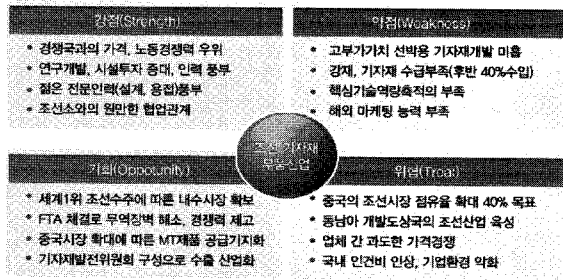 강점(Strength)
• 경쟁국과의 가격, 노동경쟁력 우위
• 연구개발, 시설투자 증대, 인력 풍부
• 젊은 전문인력(설계, 용접)풍부
• 조선소와의 원만한 협업관계
약점(Weakness)
• 고부가가치 선박용 기자재개발 미흡
• 강재, 기자재 수급부족(후반 40%수입)
• 핵심기술역량축적의 부족
• 해외 마케팅 능력 부족
조선 기자재
부품산업
기회(Oppotunity)
• 세계1위 조선수주에 따른 내수시장 확보
• FTA 체결로 무역장벽 해소, 경쟁력 제고
• 중국시장 확대에 따른 MT제품 공급기지화
• 기자재발전위원회 구성으로 수출 산업화
위협(Treat)
• 중국의 조선시장 점유율 확대 40% 목표
• 동남아 개발도상국의 조선산업 육성
• 업체 간 과도한 가격경쟁
• 국내 인건비 인상, 기업환경 악화